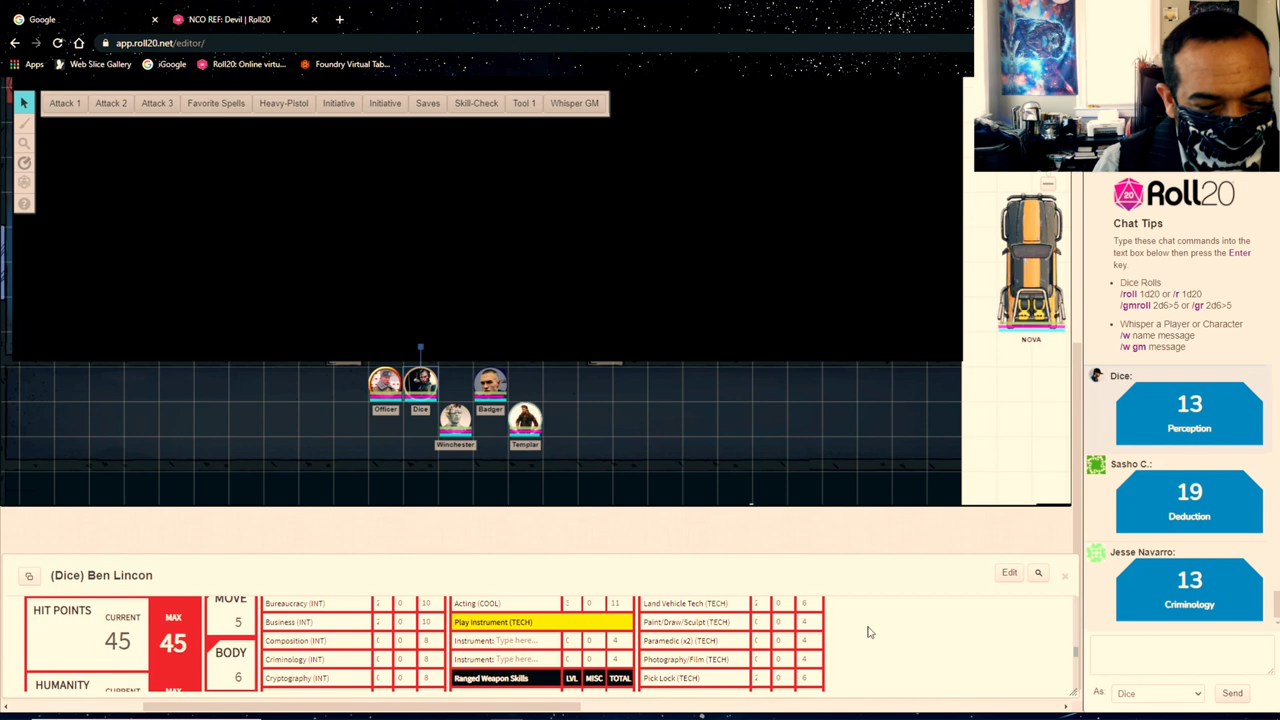 Google
NCO REF: Devil | Roll20
app.roll20.net/editor/
Apps
Web Slice Gallery
iGoogle
Roll20: Online virtu...
Foundry Virtual Tab...
Attack 1
Attack 2
Attack 3
Favorite Spells
Heavy-Pistol
Initiative
Initiative
Saves
Skill-Check
Tool 1
Whisper GM
NOVA
Officer
Dice
Badger
Winchester
Templar
20
Roll20
Chat Tips
Type these chat commands into the
text box below then press the Enter
key
Dice Rolls
/roll 1d20 or /r 1d20
/gmroll 2d6>5 or /gr 2d6>5
Whisper a Player or Character
/w name message
/w gm message
Dice:
13
Perception
Sasho C.:
19
Deduction
Jesse Navarro:
13
Criminology
As:
Dice
Send
(Dice) Ben Lincon
Edit
HIT POINTS
CURRENT
45
MAX
45
HUMANITY
MOVE
5
BODY
6
Bureaucracy (INT) 0 10
Business (INT) 0 10
Composition (INT) 0 8
Criminology (INT) 0 8
Cryptography (INT) 0 8
Acting (COOL) 0 11
Play Instrument (TECH)
Instrument: Type here... 0 4
Instrument: Type here... 0 4
Ranged Weapon Skills LVL MISC TOTAL
Land Vehicle Tech (TECH) 0 6
Paint/Draw/Sculpt (TECH) 0 4
Paramedic (x2) (TECH) 0 4
Photography/Film (TECH) 0 4
Pick Lock (TECH) 0 6